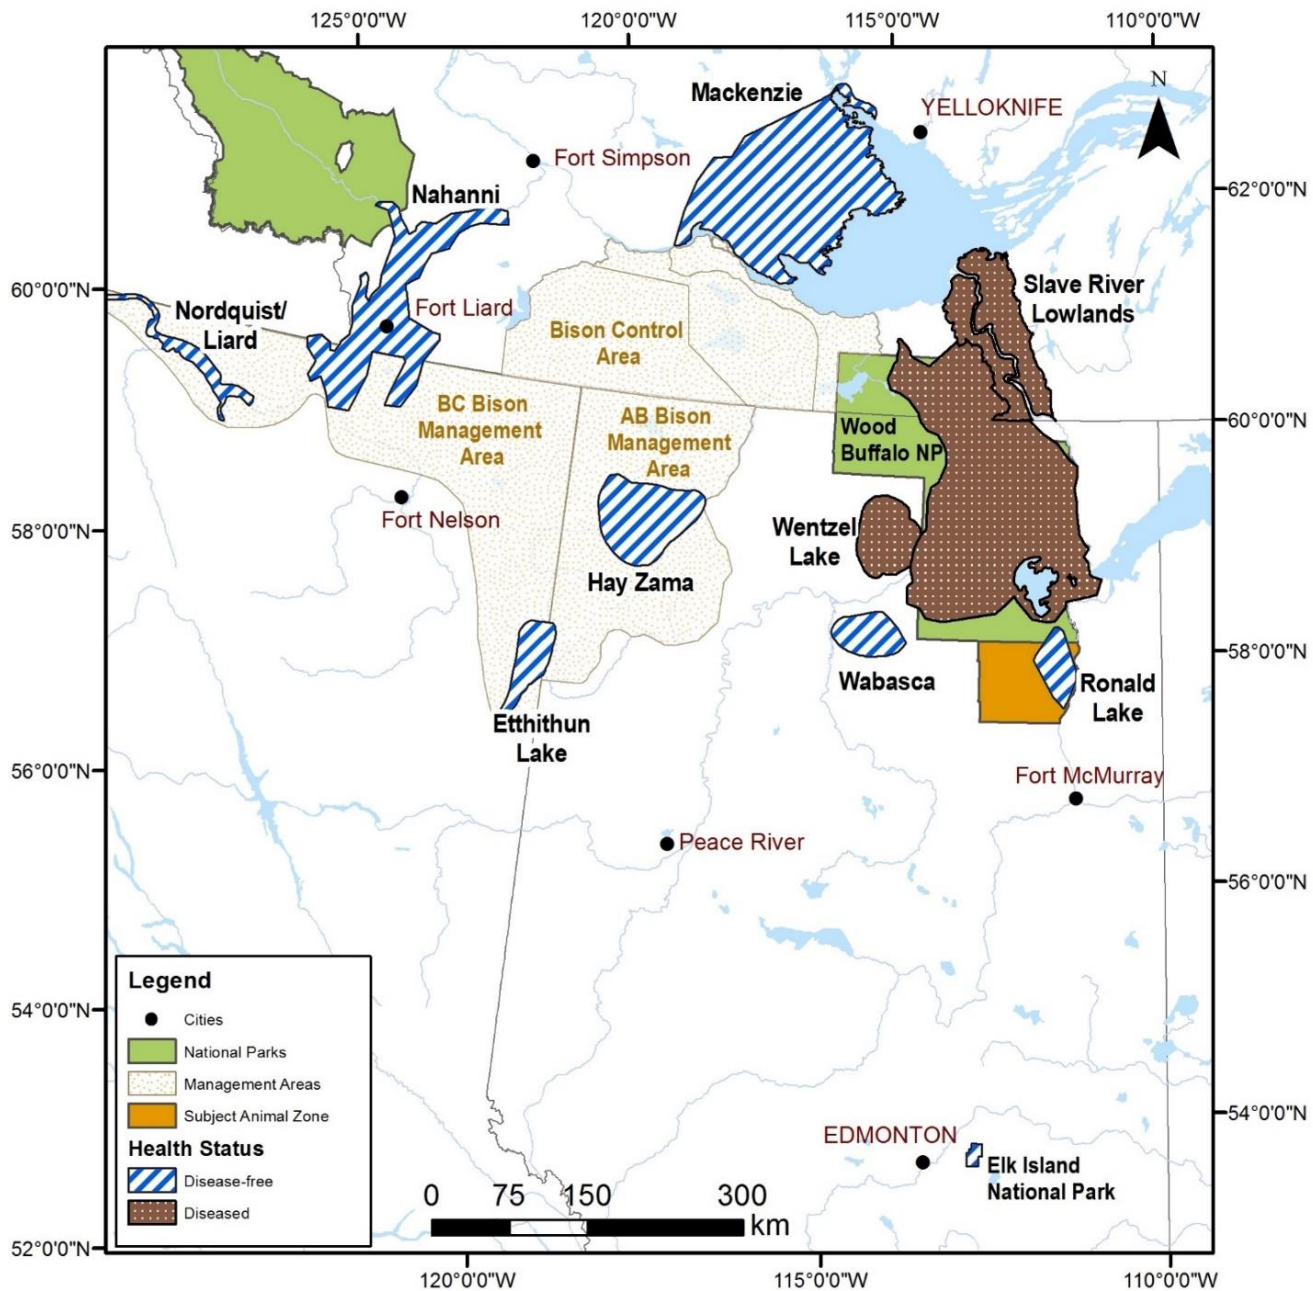 125°0'0"W
120°0'0"W
115°0'0"W
110°0'0"W
N
Mackenzie
YELLOKNIFE
Fort Simpson
62°0'0"N
Nahanni
60°0'0"N
Slave River
Lowlands
Nordquist/
Liard
Fort Liard
Bison Control
Area
BC Bison
Management
Area
AB Bison
Management
Area
60°0'0"N
Wood
Buffalo NP
Fort Nelson
58°0'0"N
Wentzel
Lake
Hay Zama
58°0'0"N
Wabasca
Ronald
Lake
Etthithun
Lake
56°0'0"N
Fort McMurray
Peace River
56°0'0"N
Legend
Cities
National Parks
Management Areas
Subject Animal Zone
Health Status
Disease-free
Diseased
54°0'0"N
54°0'0"N
EDMONTON
Elk Island
National Park
0 75 150 300
km
52°0'0"N
120°0'0"W
115°0'0"W
110°0'0"W